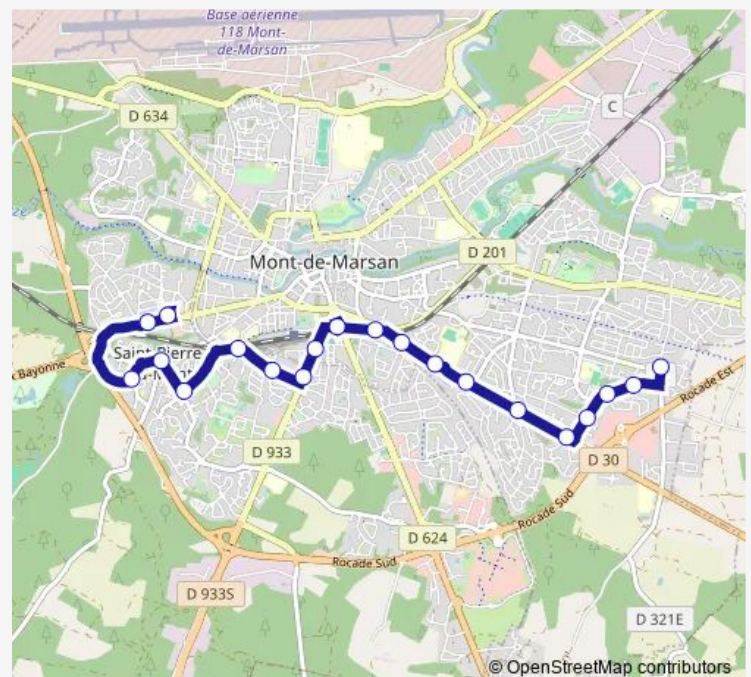 Base aérienne
118 Mont-
de-Marsan
C
D 634
D 201
Mont-de-Marsan
Saint-Pierre
Bayonne
D 933
Rocade Est
D 30
Rocade Sud
D 624
Rocade Sud
D 933S
D 321E
© OpenStreetMap contributors